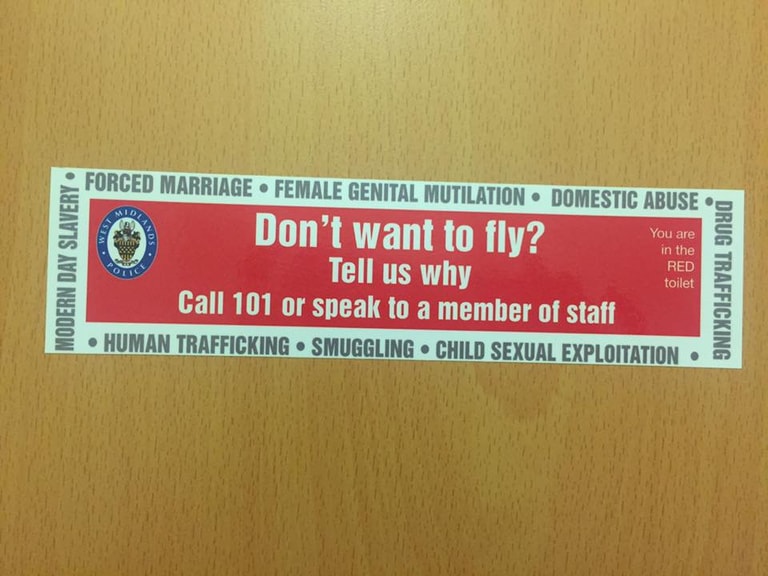 • FORCED MARRIAGE • FEMALE GENITAL MUTILATION • DOMESTIC ABUSE •
DRUG TRAFFICKING
MODERN DAY SLAVERY
WEST MIDLANDS
POLICE
Don't want to fly?
Tell us why
Call 101 or speak to a member of staff
You are
in the
RED
toilet
• HUMAN TRAFFICKING • SMUGGLING • CHILD SEXUAL EXPLOITATION •